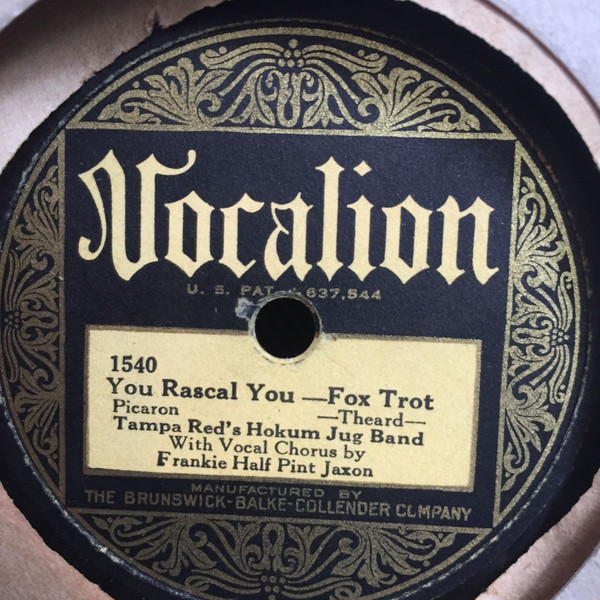 Vocalion
U. S. PAT. 1,637,544
1540
You Rascal You —Fox Trot
Picaron —Theard—
Tampa Red's Hokum Jug Band
With Vocal Chorus by
Frankie Half Pint Jaxon
MANUFACTURED BY
THE BRUNSWICK-BALKE-COLLENDER COMPANY